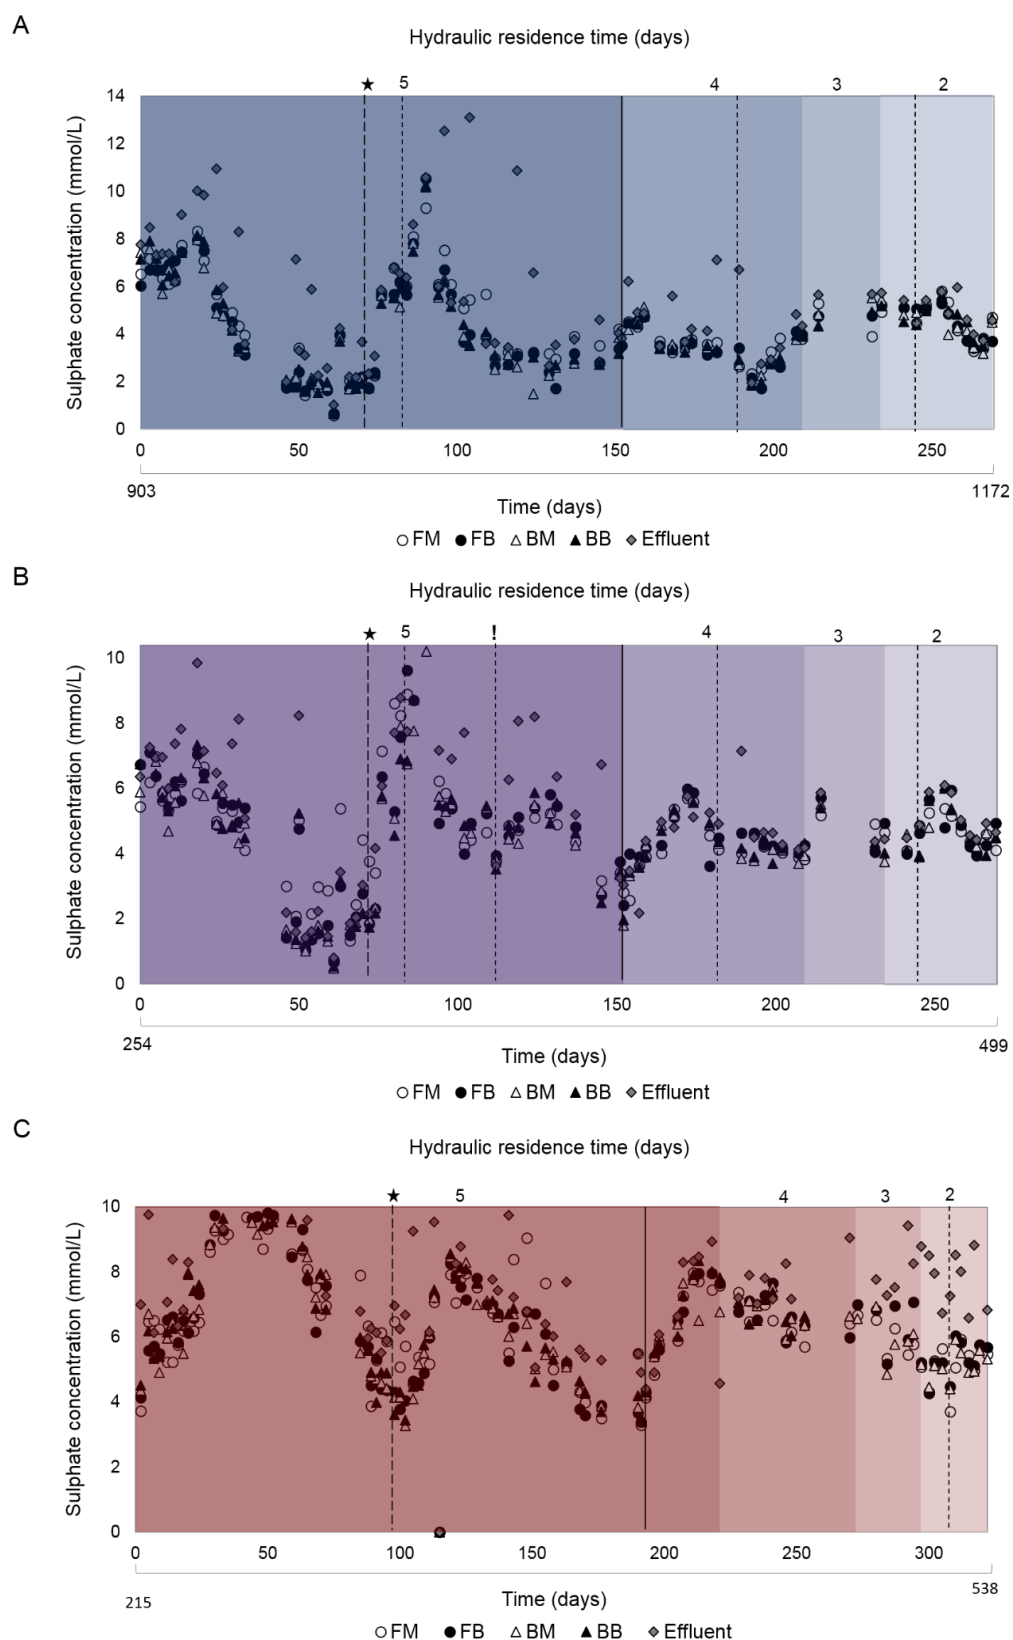 A
Hydraulic residence time (days)
★ 5 4 3 2
Sulphate concentration (mmol/L)
14
12
10
8
6
4
2
0
0 50 100 150 200 250
903 1172
Time (days)
FM FB BM BB Effluent
B
Hydraulic residence time (days)
★ 5 ! 4 3 2
Sulphate concentration (mmol/L)
10
8
6
4
2
0
0 50 100 150 200 250
254 499
Time (days)
FM FB BM BB Effluent
C
Hydraulic residence time (days)
★ 5 4 3 2
Sulphate concentration (mmol/L)
10
8
6
4
2
0
0 50 100 150 200 250 300
215 538
Time (days)
FM FB BM BB Effluent